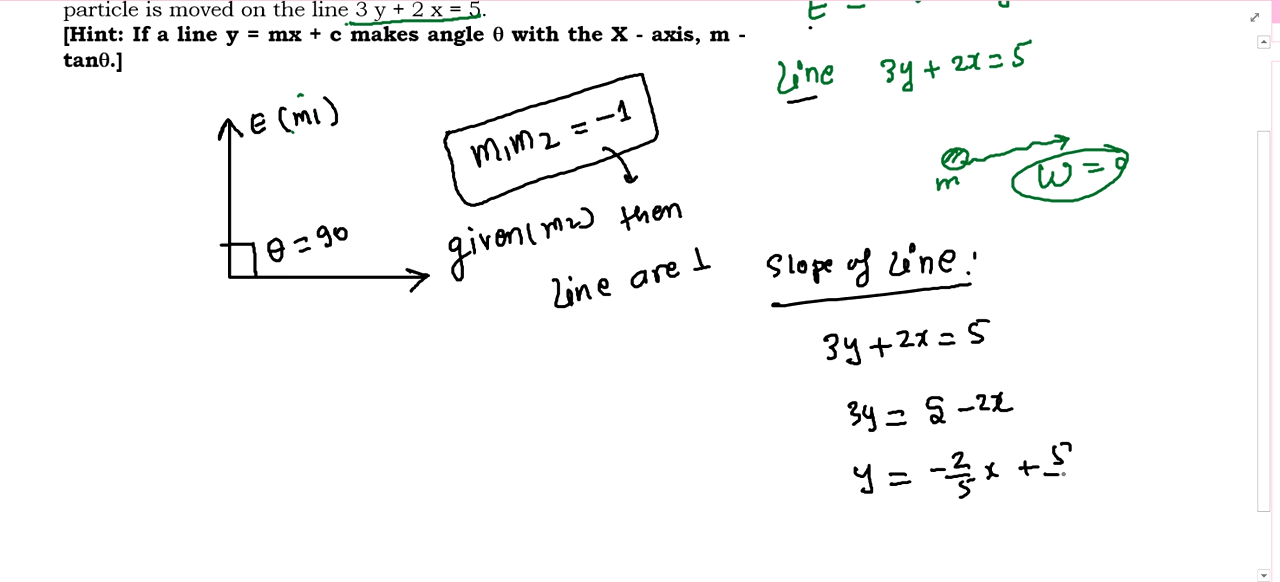 particle is moved on the line 3 y + 2 x = 5.
[Hint: If a line y = mx + c makes angle θ with the X - axis, m -
tanθ.]
Line 3y + 2x = 5
E (m1)
θ = 90
m1m2 = -1
given(m2) then
Line are ⊥
m
W = 0
Slope of Line:
3y + 2x = 5
3y = 5 - 2x
y = -2/5 x + 5